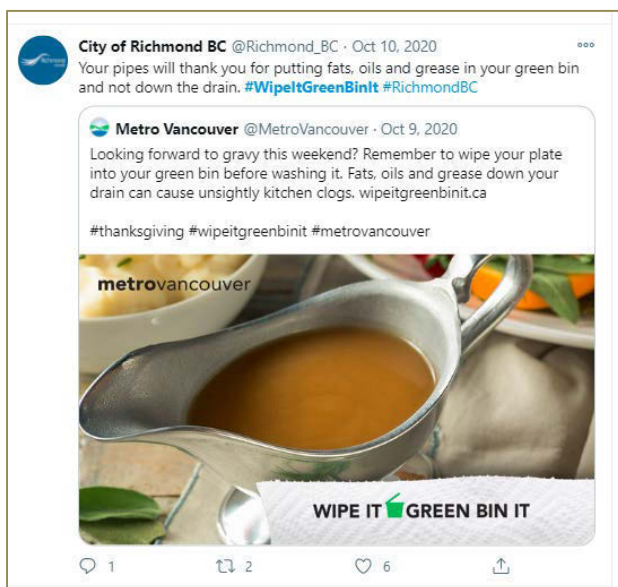 City of Richmond BC @Richmond_BC · Oct 10, 2020
Your pipes will thank you for putting fats, oils and grease in your green bin
and not down the drain. #WipeItGreenBinIt #RichmondBC
Metro Vancouver @MetroVancouver · Oct 9, 2020
Looking forward to gravy this weekend? Remember to wipe your plate
into your green bin before washing it. Fats, oils and grease down your
drain can cause unsightly kitchen clogs. wipeitgreenbinit.ca
#thanksgiving #wipeitgreenbinit #metrovancouver
metrovancouver
WIPE IT GREEN BIN IT
1 2 6